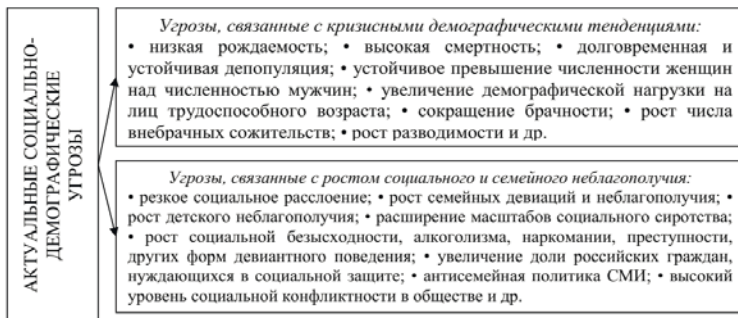 АКТУАЛЬНЫЕ СОЦИАЛЬНО-
ДЕМОГРАФИЧЕСКИЕ
УГРОЗЫ
Угрозы, связанные с кризисными демографическими тенденциями:
• низкая рождаемость; • высокая смертность; • долговременная и
устойчивая депопуляция; • устойчивое превышение численности женщин
над численностью мужчин; • увеличение демографической нагрузки на
лиц трудоспособного возраста; • сокращение брачности; • рост числа
внебрачных сожительств; • рост разводимости и др.
Угрозы, связанные с ростом социального и семейного неблагополучия:
• резкое социальное расслоение; • рост семейных девиаций и неблагополучия; •
рост детского неблагополучия; • расширение масштабов социального сиротства;
• рост социальной безысходности, алкоголизма, наркомании, преступности,
других форм девиантного поведения; • увеличение доли российских граждан,
нуждающихся в социальной защите; • антисемейная политика СМИ; • высокий
уровень социальной конфликтности в обществе и др.